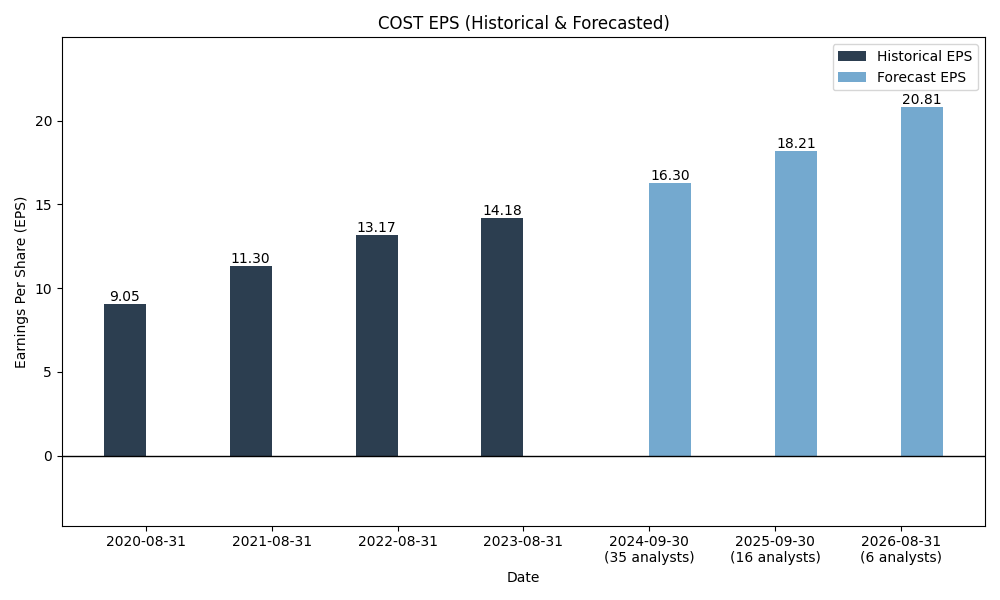 COST EPS (Historical & Forecasted)
Historical EPS
Forecast EPS
Earnings Per Share (EPS)
20
15
10
5
0
9.05
11.30
13.17
14.18
16.30
18.21
20.81
2020-08-31
2021-08-31
2022-08-31
2023-08-31
2024-09-30
(35 analysts)
2025-09-30
(16 analysts)
2026-08-31
(6 analysts)
Date